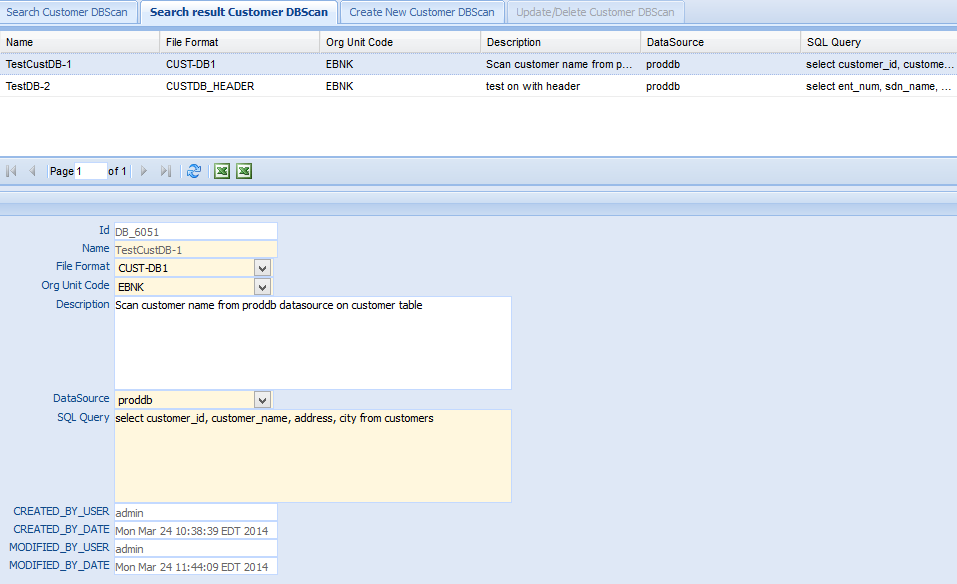 Search Customer DBScan Search result Customer DBScan Create New Customer DBScan Update/Delete Customer DBScan
Name File Format Org Unit Code Description DataSource SQL Query
TestCustDB-1 CUST-DB1 EBNK Scan customer name from p... proddb select customer_id, custome...
TestDB-2 CUSTDB_HEADER EBNK test on with header proddb select ent_num, sdn_name, ...
Page 1 of 1
Id DB_6051
Name TestCustDB-1
File Format CUST-DB1
Org Unit Code EBNK
Description Scan customer name from proddb datasource on customer table
DataSource proddb
SQL Query select customer_id, customer_name, address, city from customers
CREATED_BY_USER admin
CREATED_BY_DATE Mon Mar 24 10:38:39 EDT 2014
MODIFIED_BY_USER admin
MODIFIED_BY_DATE Mon Mar 24 11:44:09 EDT 2014